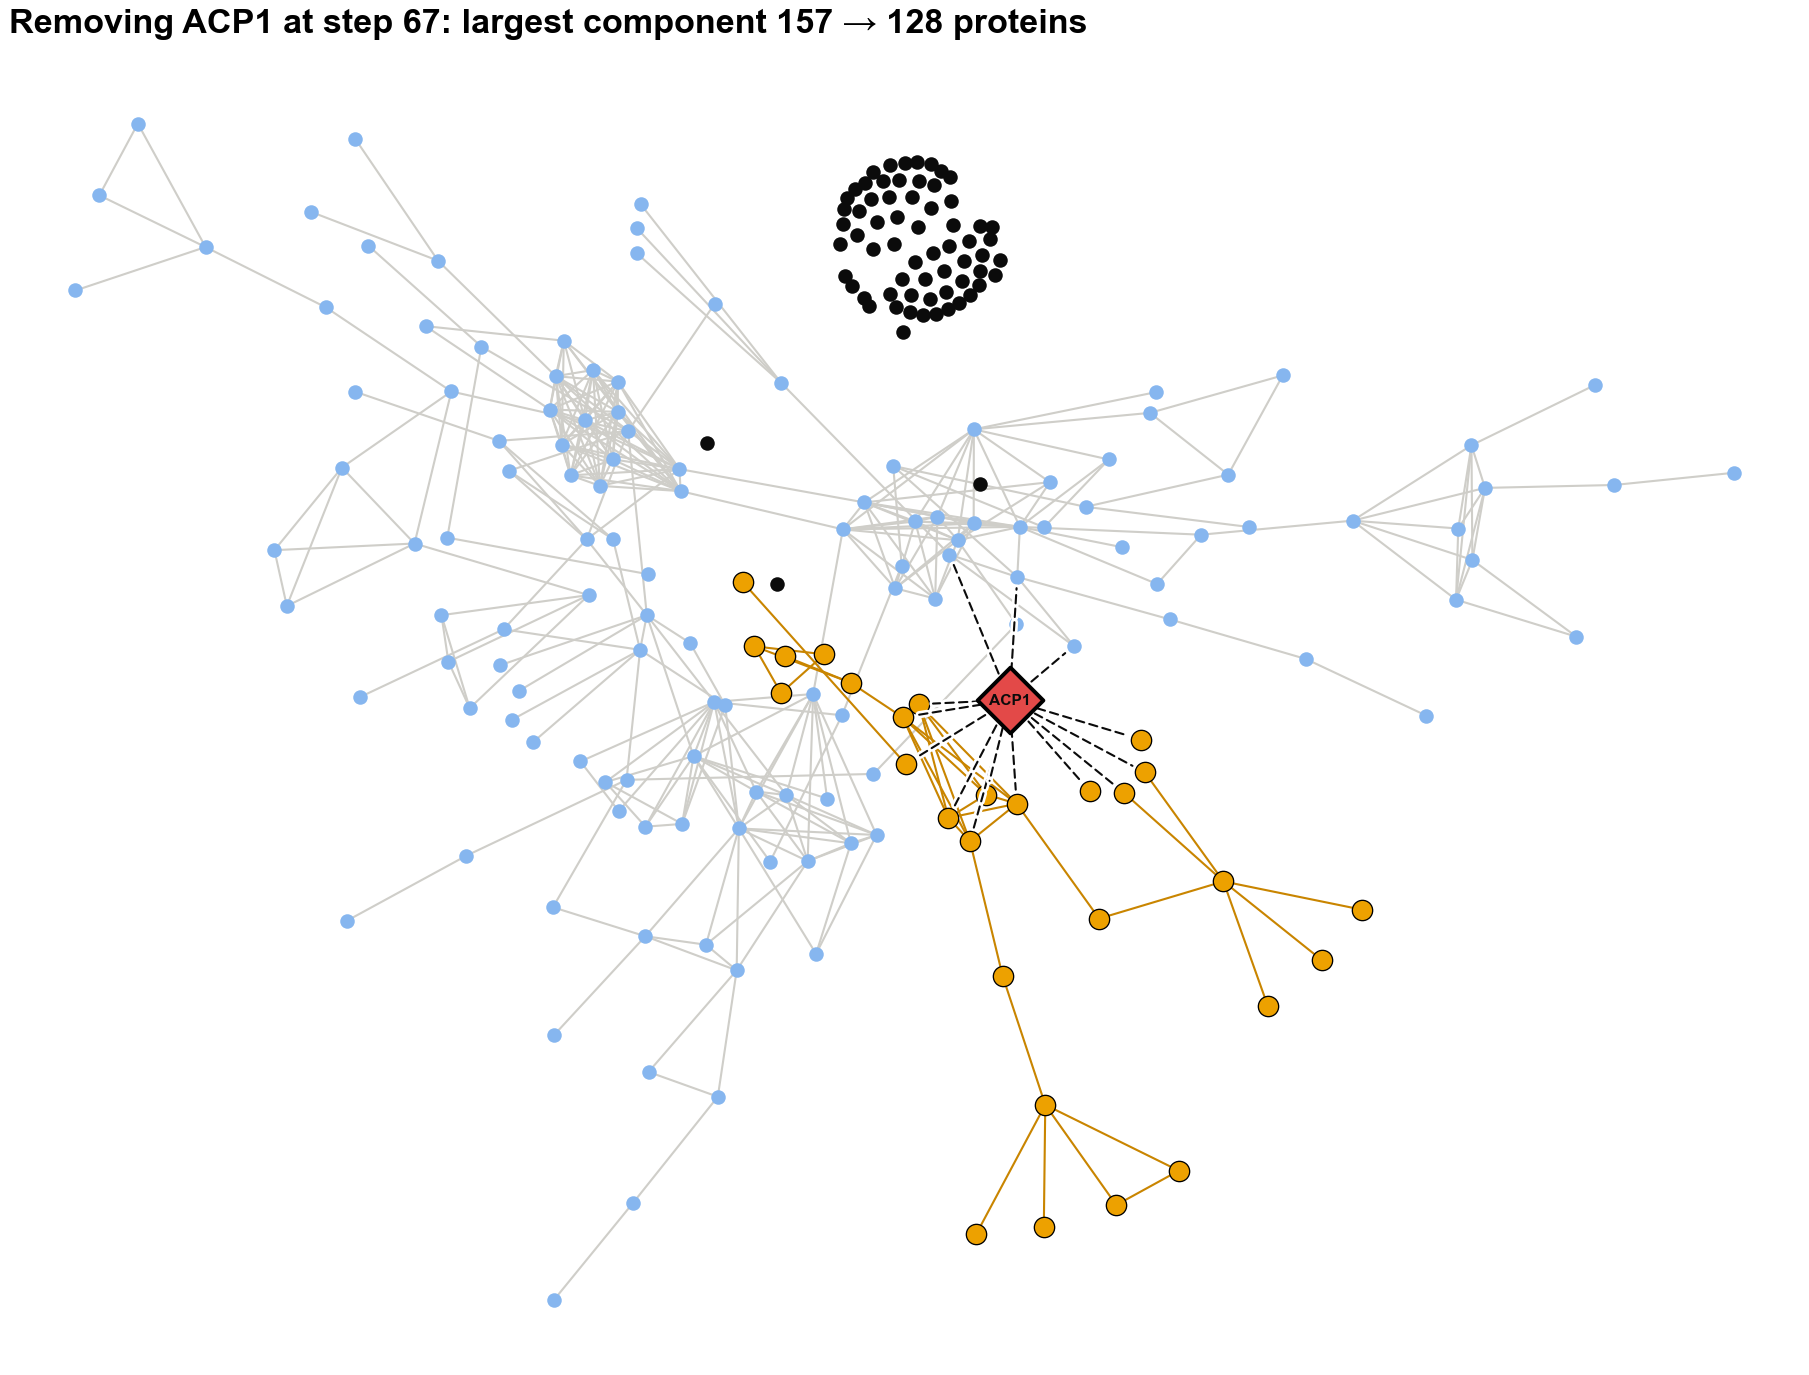 Removing ACP1 at step 67: largest component 157 → 128 proteins
ACP1